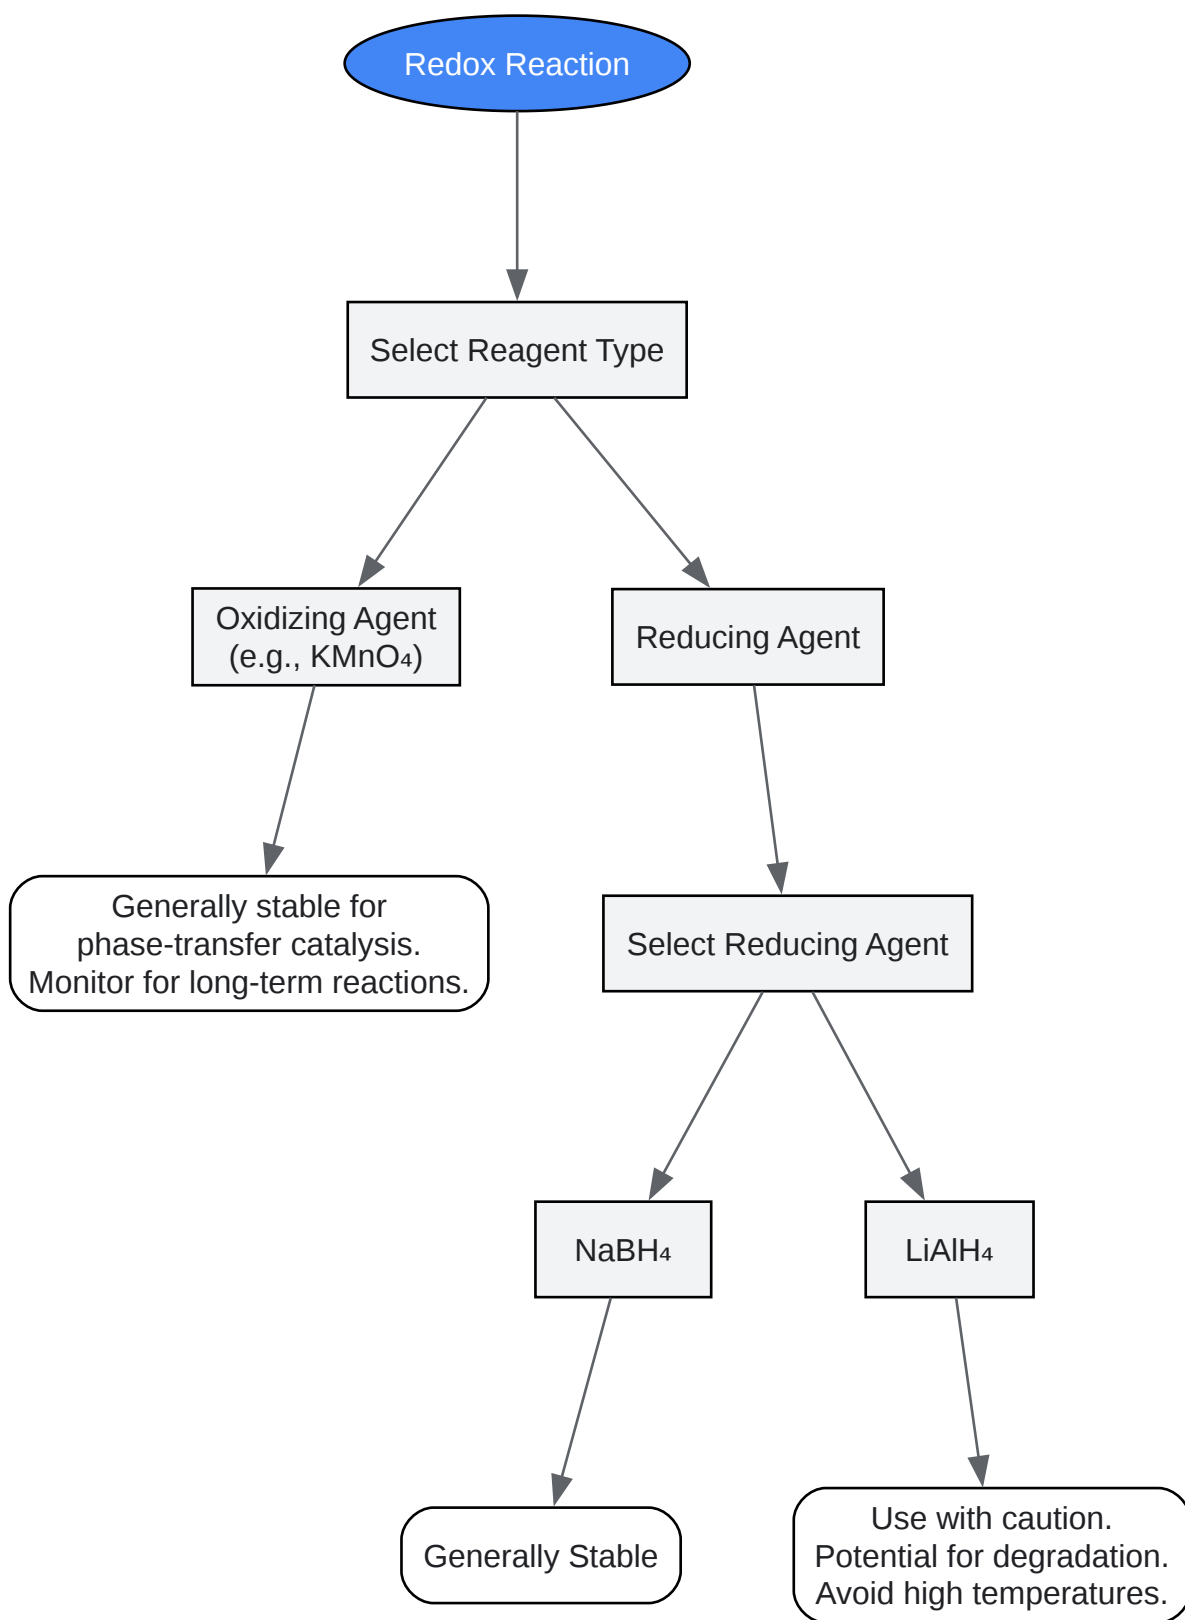 Redox Reaction
Select Reagent Type
Oxidizing Agent
(e.g., KMnO₄)
Reducing Agent
Generally stable for
phase-transfer catalysis.
Monitor for long-term reactions.
Select Reducing Agent
NaBH₄
LiAlH₄
Generally Stable
Use with caution.
Potential for degradation.
Avoid high temperatures.